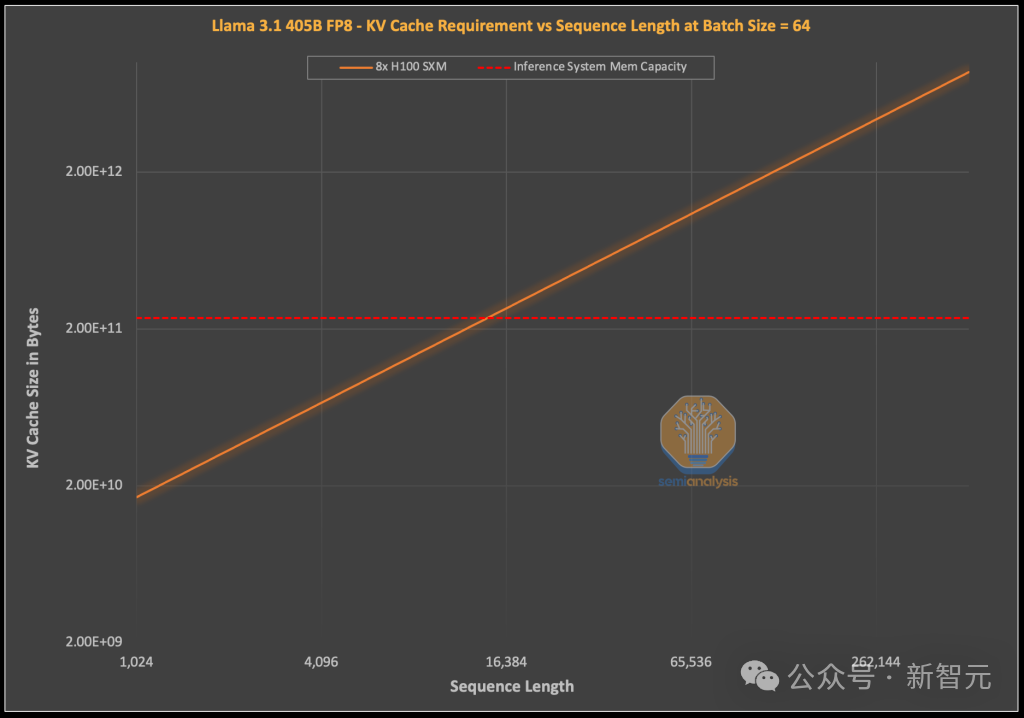 Llama 3.1 405B FP8 - KV Cache Requirement vs Sequence Length at Batch Size = 64
8x H100 SXM
Inference System Mem Capacity
KV Cache Size in Bytes
2.00E+12
2.00E+11
2.00E+10
2.00E+09
semianalysis
1,024
4,096
16,384
65,536
262,144
Sequence Length
公众号 · 新智元